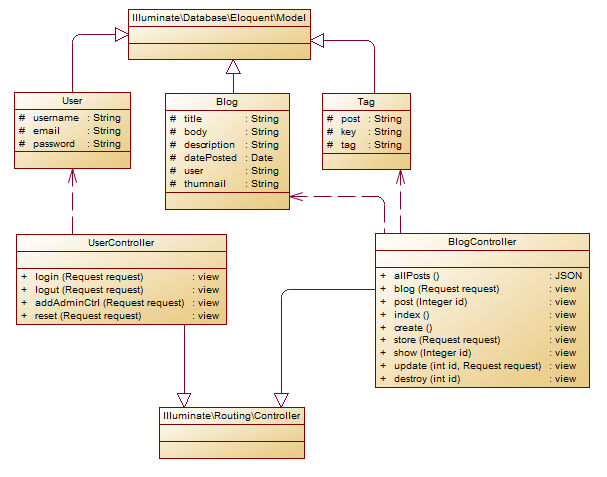 Illuminate\Database\Eloquent\Model
User
# username : String
# email : String
# password : String
Blog
# title : String
# body : String
# description : String
# datePosted : Date
# user : String
# thumnail : String
Tag
# post : String
# key : String
# tag : String
UserController
+ login (Request request) : view
+ logut (Request request) : view
+ addAdminCtrl (Request request) : view
+ reset (Request request) : view
BlogController
+ allPosts () : JSON
+ blog (Request request) : view
+ post (Integer id) : view
+ index () : view
+ create () : view
+ store (Request request) : view
+ show (Integer id) : view
+ update (int id, Request request) : view
+ destroy (int id) : view
Illuminate\Routing\Controller